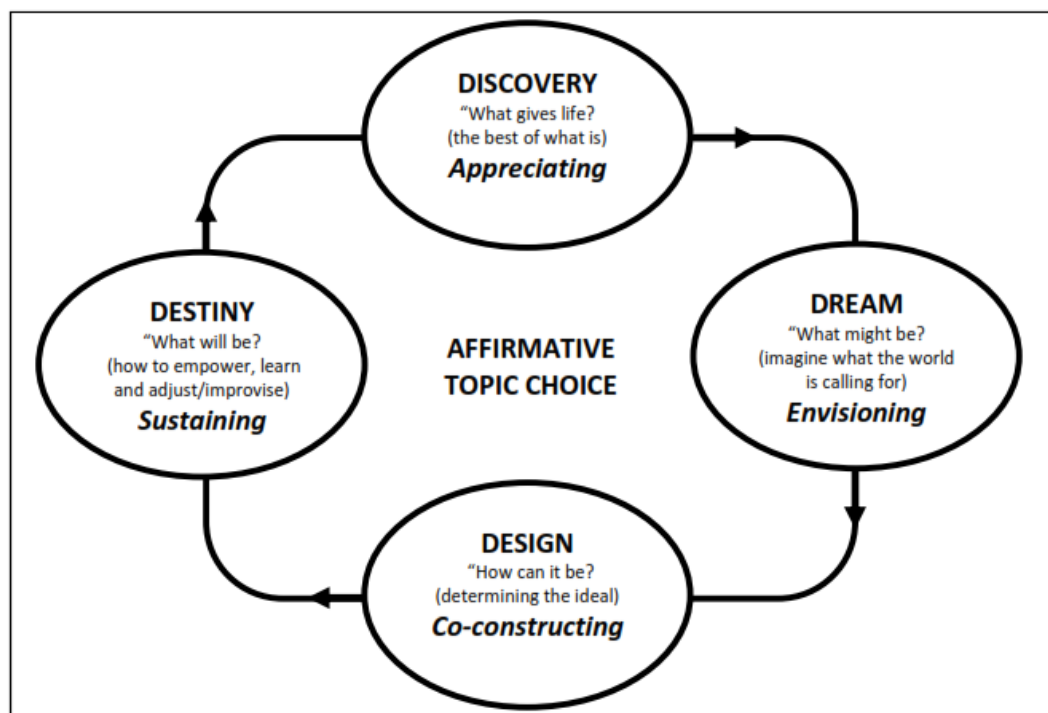 DISCOVERY
“What gives life?
(the best of what is)
Appreciating
DREAM
“What might be?
(imagine what the world
is calling for)
Envisioning
DESTINY
“What will be?
(how to empower, learn
and adjust/improvise)
Sustaining
AFFIRMATIVE
TOPIC CHOICE
DESIGN
“How can it be?
(determining the ideal)
Co-constructing